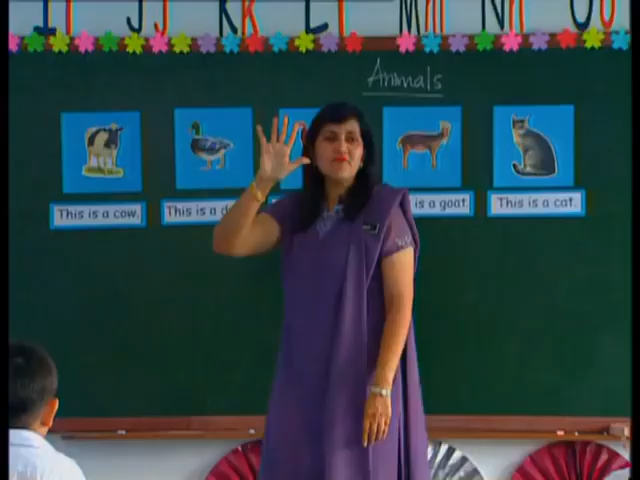 I J J K K L L M m N n O o
Animals
This is a cow.
This is a d
is a goat.
This is a cat.